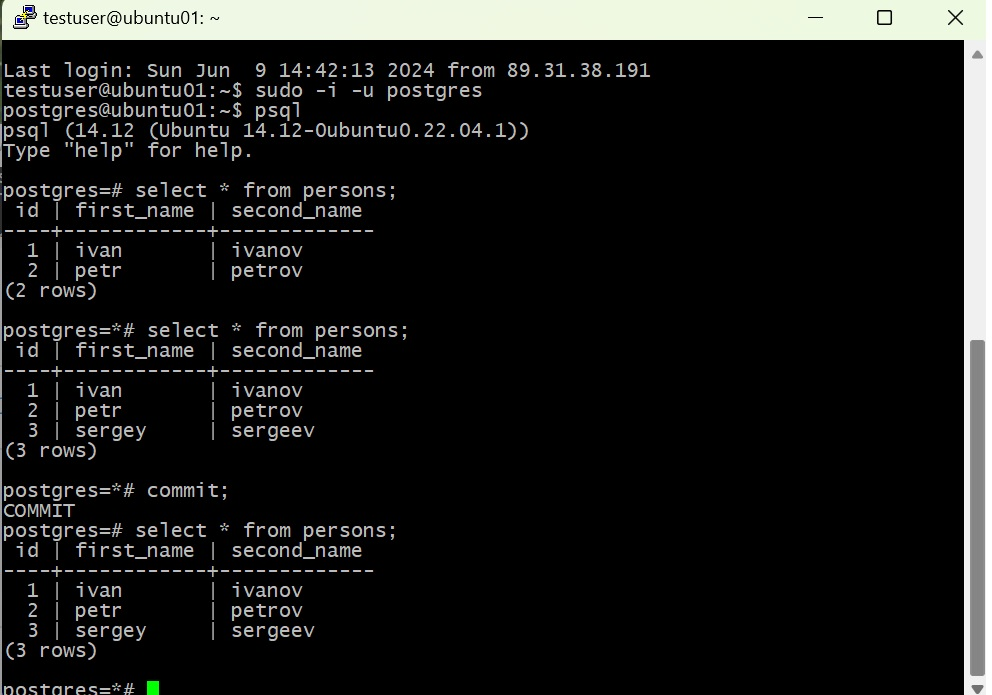 testuser@ubuntu01: ~
Last login: Sun Jun  9 14:42:13 2024 from 89.31.38.191
testuser@ubuntu01:~$ sudo -i -u postgres
postgres@ubuntu01:~$ psql
psql (14.12 (Ubuntu 14.12-0ubuntu0.22.04.1))
Type "help" for help.
postgres=# select * from persons;
 id | first_name | second_name
----+------------+-------------
  1 | ivan       | ivanov
  2 | petr       | petrov
(2 rows)
postgres=*# select * from persons;
 id | first_name | second_name
----+------------+-------------
  1 | ivan       | ivanov
  2 | petr       | petrov
  3 | sergey     | sergeev
(3 rows)
postgres=*# commit;
COMMIT
postgres=# select * from persons;
 id | first_name | second_name
----+------------+-------------
  1 | ivan       | ivanov
  2 | petr       | petrov
  3 | sergey     | sergeev
(3 rows)
postgres=*#